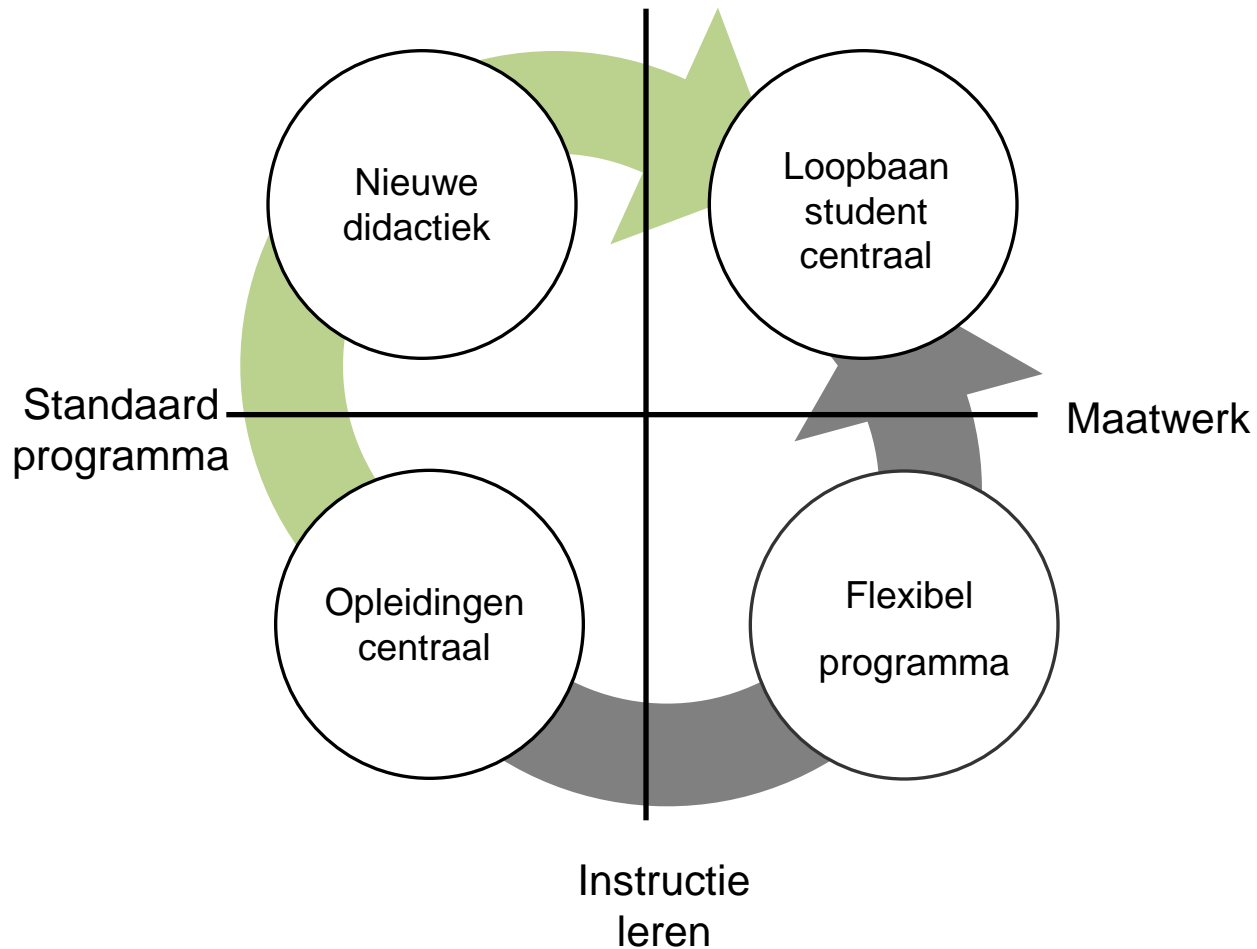 Nieuwe
didactiek
Loopbaan
student
centraal
Standaard
programma
Maatwerk
Opleidingen
centraal
Flexibel
programma
Instructie
leren